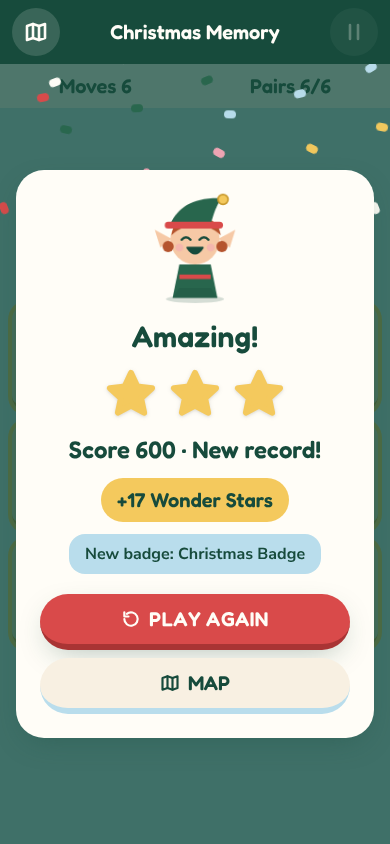 Christmas Memory
Moves 6 Pairs 6/6
Amazing!
Score 600 · New record!
+17 Wonder Stars
New badge: Christmas Badge
PLAY AGAIN
MAP